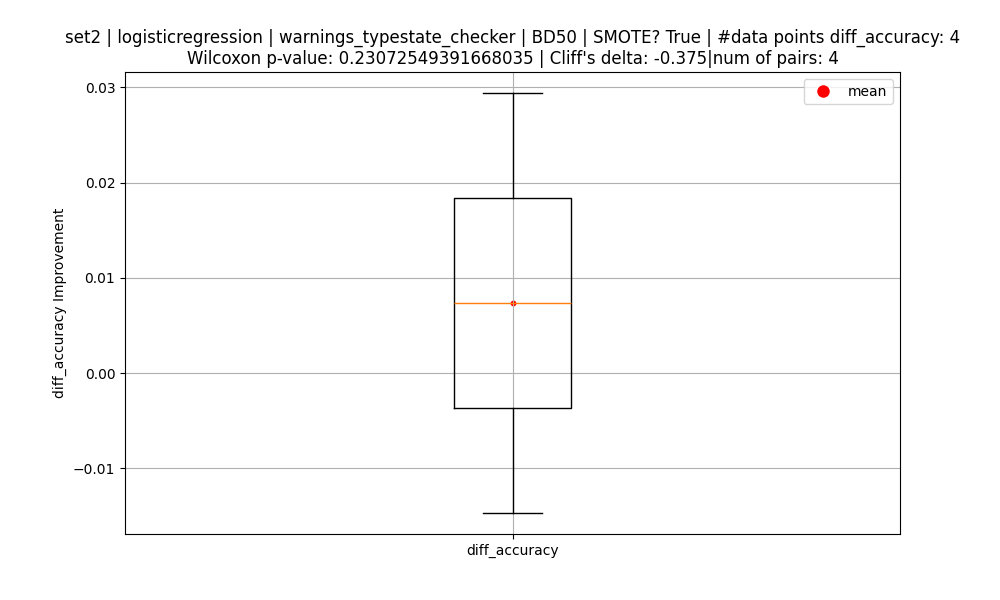 set2 | logisticregression | warnings_typestate_checker | BD50 | SMOTE? True | #data points diff_accuracy: 4
Wilcoxon p-value: 0.23072549391668035 | Cliff's delta: -0.375|num of pairs: 4
mean
0.03
0.02
0.01
0.00
−0.01
diff_accuracy Improvement
diff_accuracy